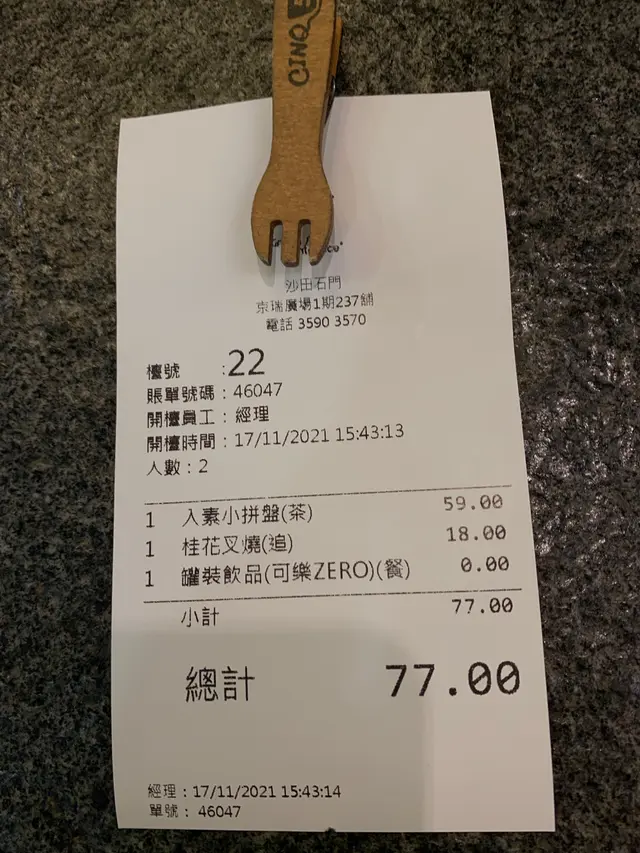 CINQ
沙田石門
京瑞廣場1期237舖
電話 3590 3570
檯號 :22
賬單號碼：46047
開檯員工：經理
開檯時間：17/11/2021 15:43:13
人數：2
1 入素小拼盤(茶) 59.00
1 桂花叉燒(追) 18.00
1 罐裝飲品(可樂ZERO)(餐) 0.00
小計 77.00
總計 77.00
經理：17/11/2021 15:43:14
單號： 46047